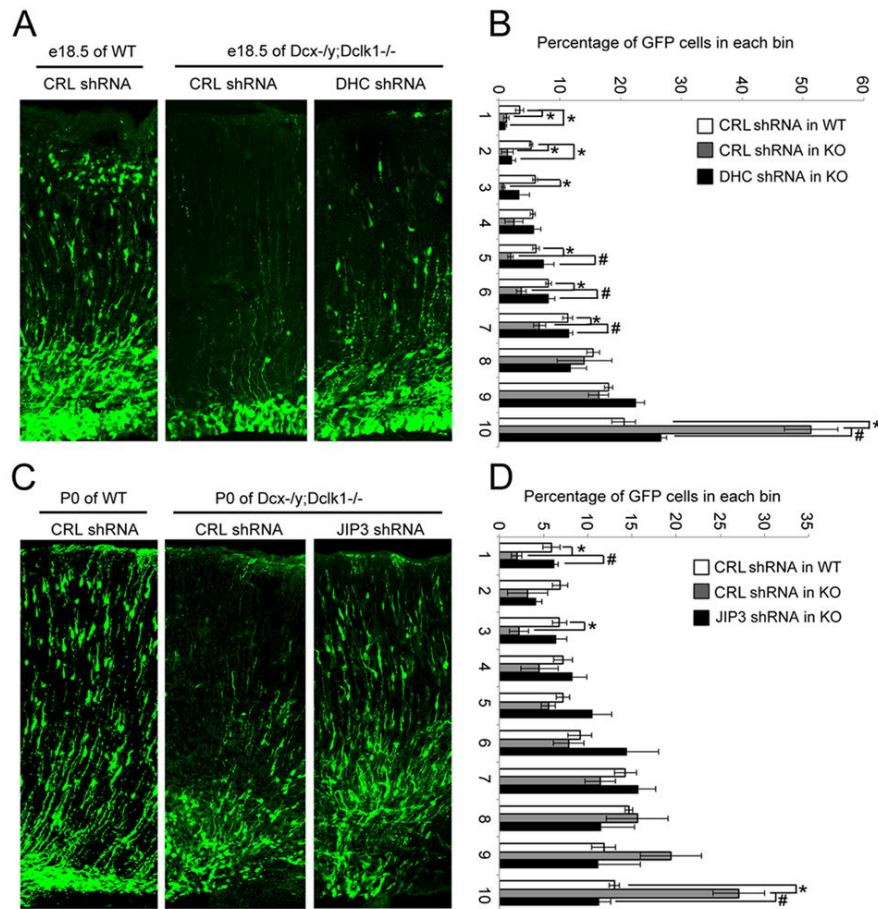 A
e18.5 of WT
e18.5 of Dcx-/y;Dclk1-/-
CRL shRNA
CRL shRNA
DHC shRNA
B
Percentage of GFP cells in each bin
0 10 20 30 40 50 60
1
2
3
4
5
6
7
8
9
10
CRL shRNA in WT
CRL shRNA in KO
DHC shRNA in KO
* *
* *
*
* #
* #
* #
*
#
C
P0 of WT
P0 of Dcx-/y;Dclk1-/-
CRL shRNA
CRL shRNA
JIP3 shRNA
D
Percentage of GFP cells in each bin
0 5 10 15 20 25 30 35
1
2
3
4
5
6
7
8
9
10
CRL shRNA in WT
CRL shRNA in KO
JIP3 shRNA in KO
* #
*
*
#